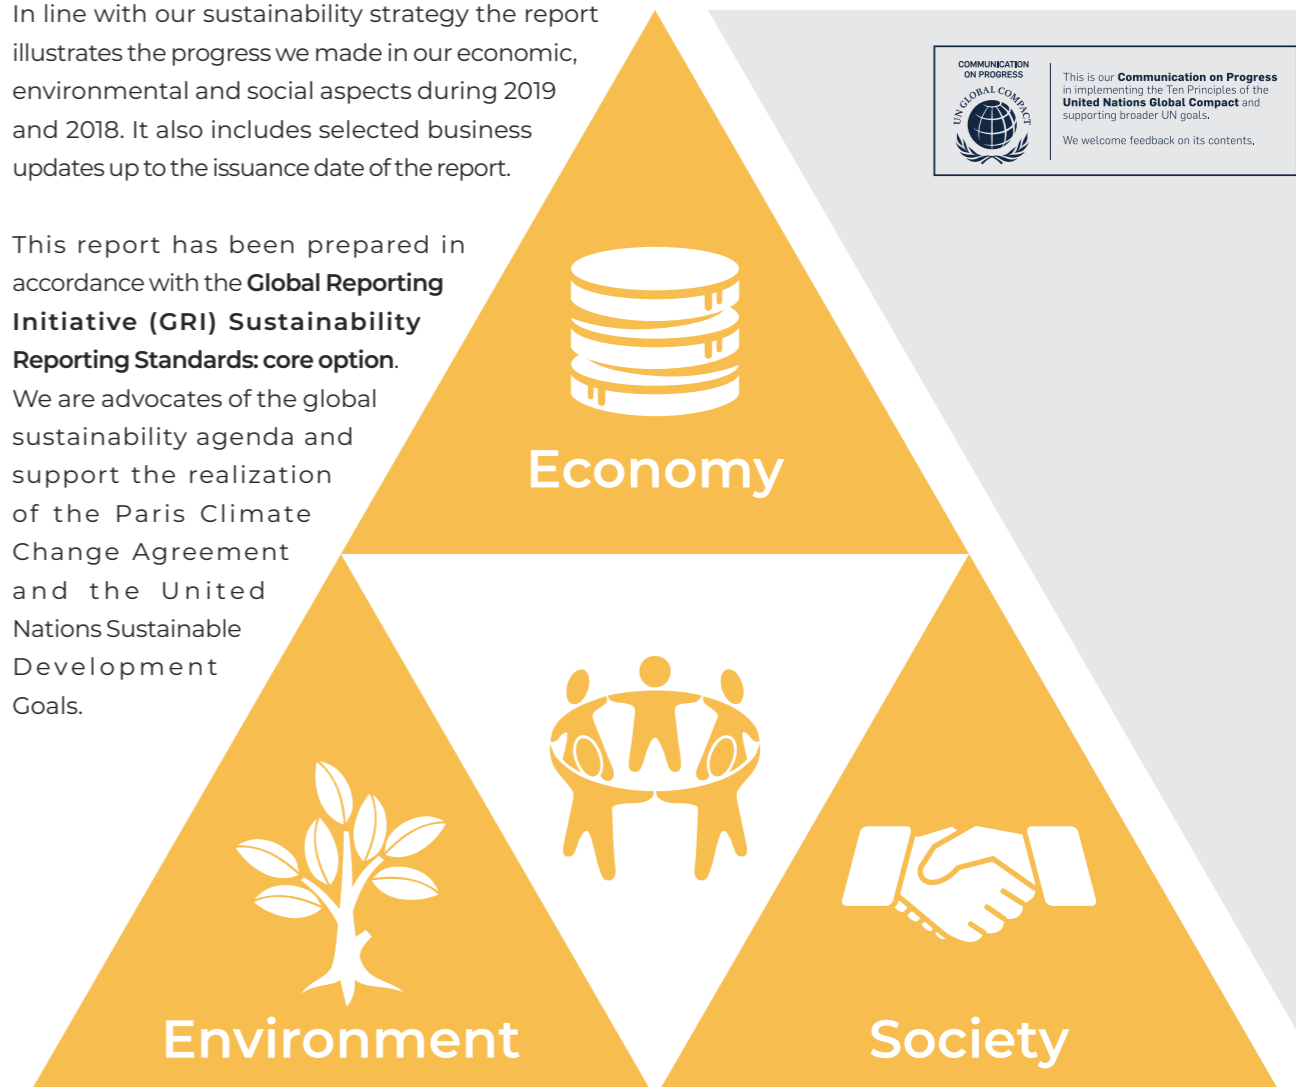 In line with our sustainability strategy the report
illustrates the progress we made in our economic,
environmental and social aspects during 2019
and 2018. It also includes selected business
updates up to the issuance date of the report.
This report has been prepared in
accordance with the Global Reporting
Initiative (GRI) Sustainability
Reporting Standards: core option.
We are advocates of the global
sustainability agenda and
support the realization
of the Paris Climate
Change Agreement
and the United
Nations Sustainable
Development
Goals.
COMMUNICATION
ON PROGRESS
UN GLOBAL COMPACT
This is our Communication on Progress
in implementing the Ten Principles of the
United Nations Global Compact and
supporting broader UN goals.
We welcome feedback on its contents.
Economy
Environment
Society